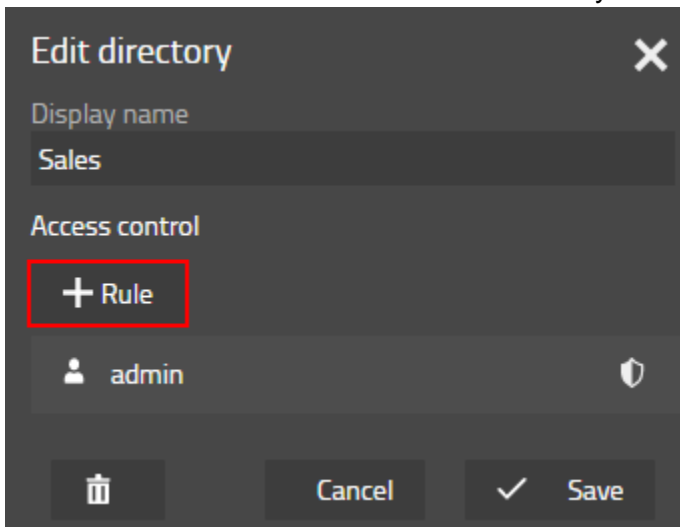 Edit directory
Display name
Sales
Access control
+ Rule
admin
Cancel
Save